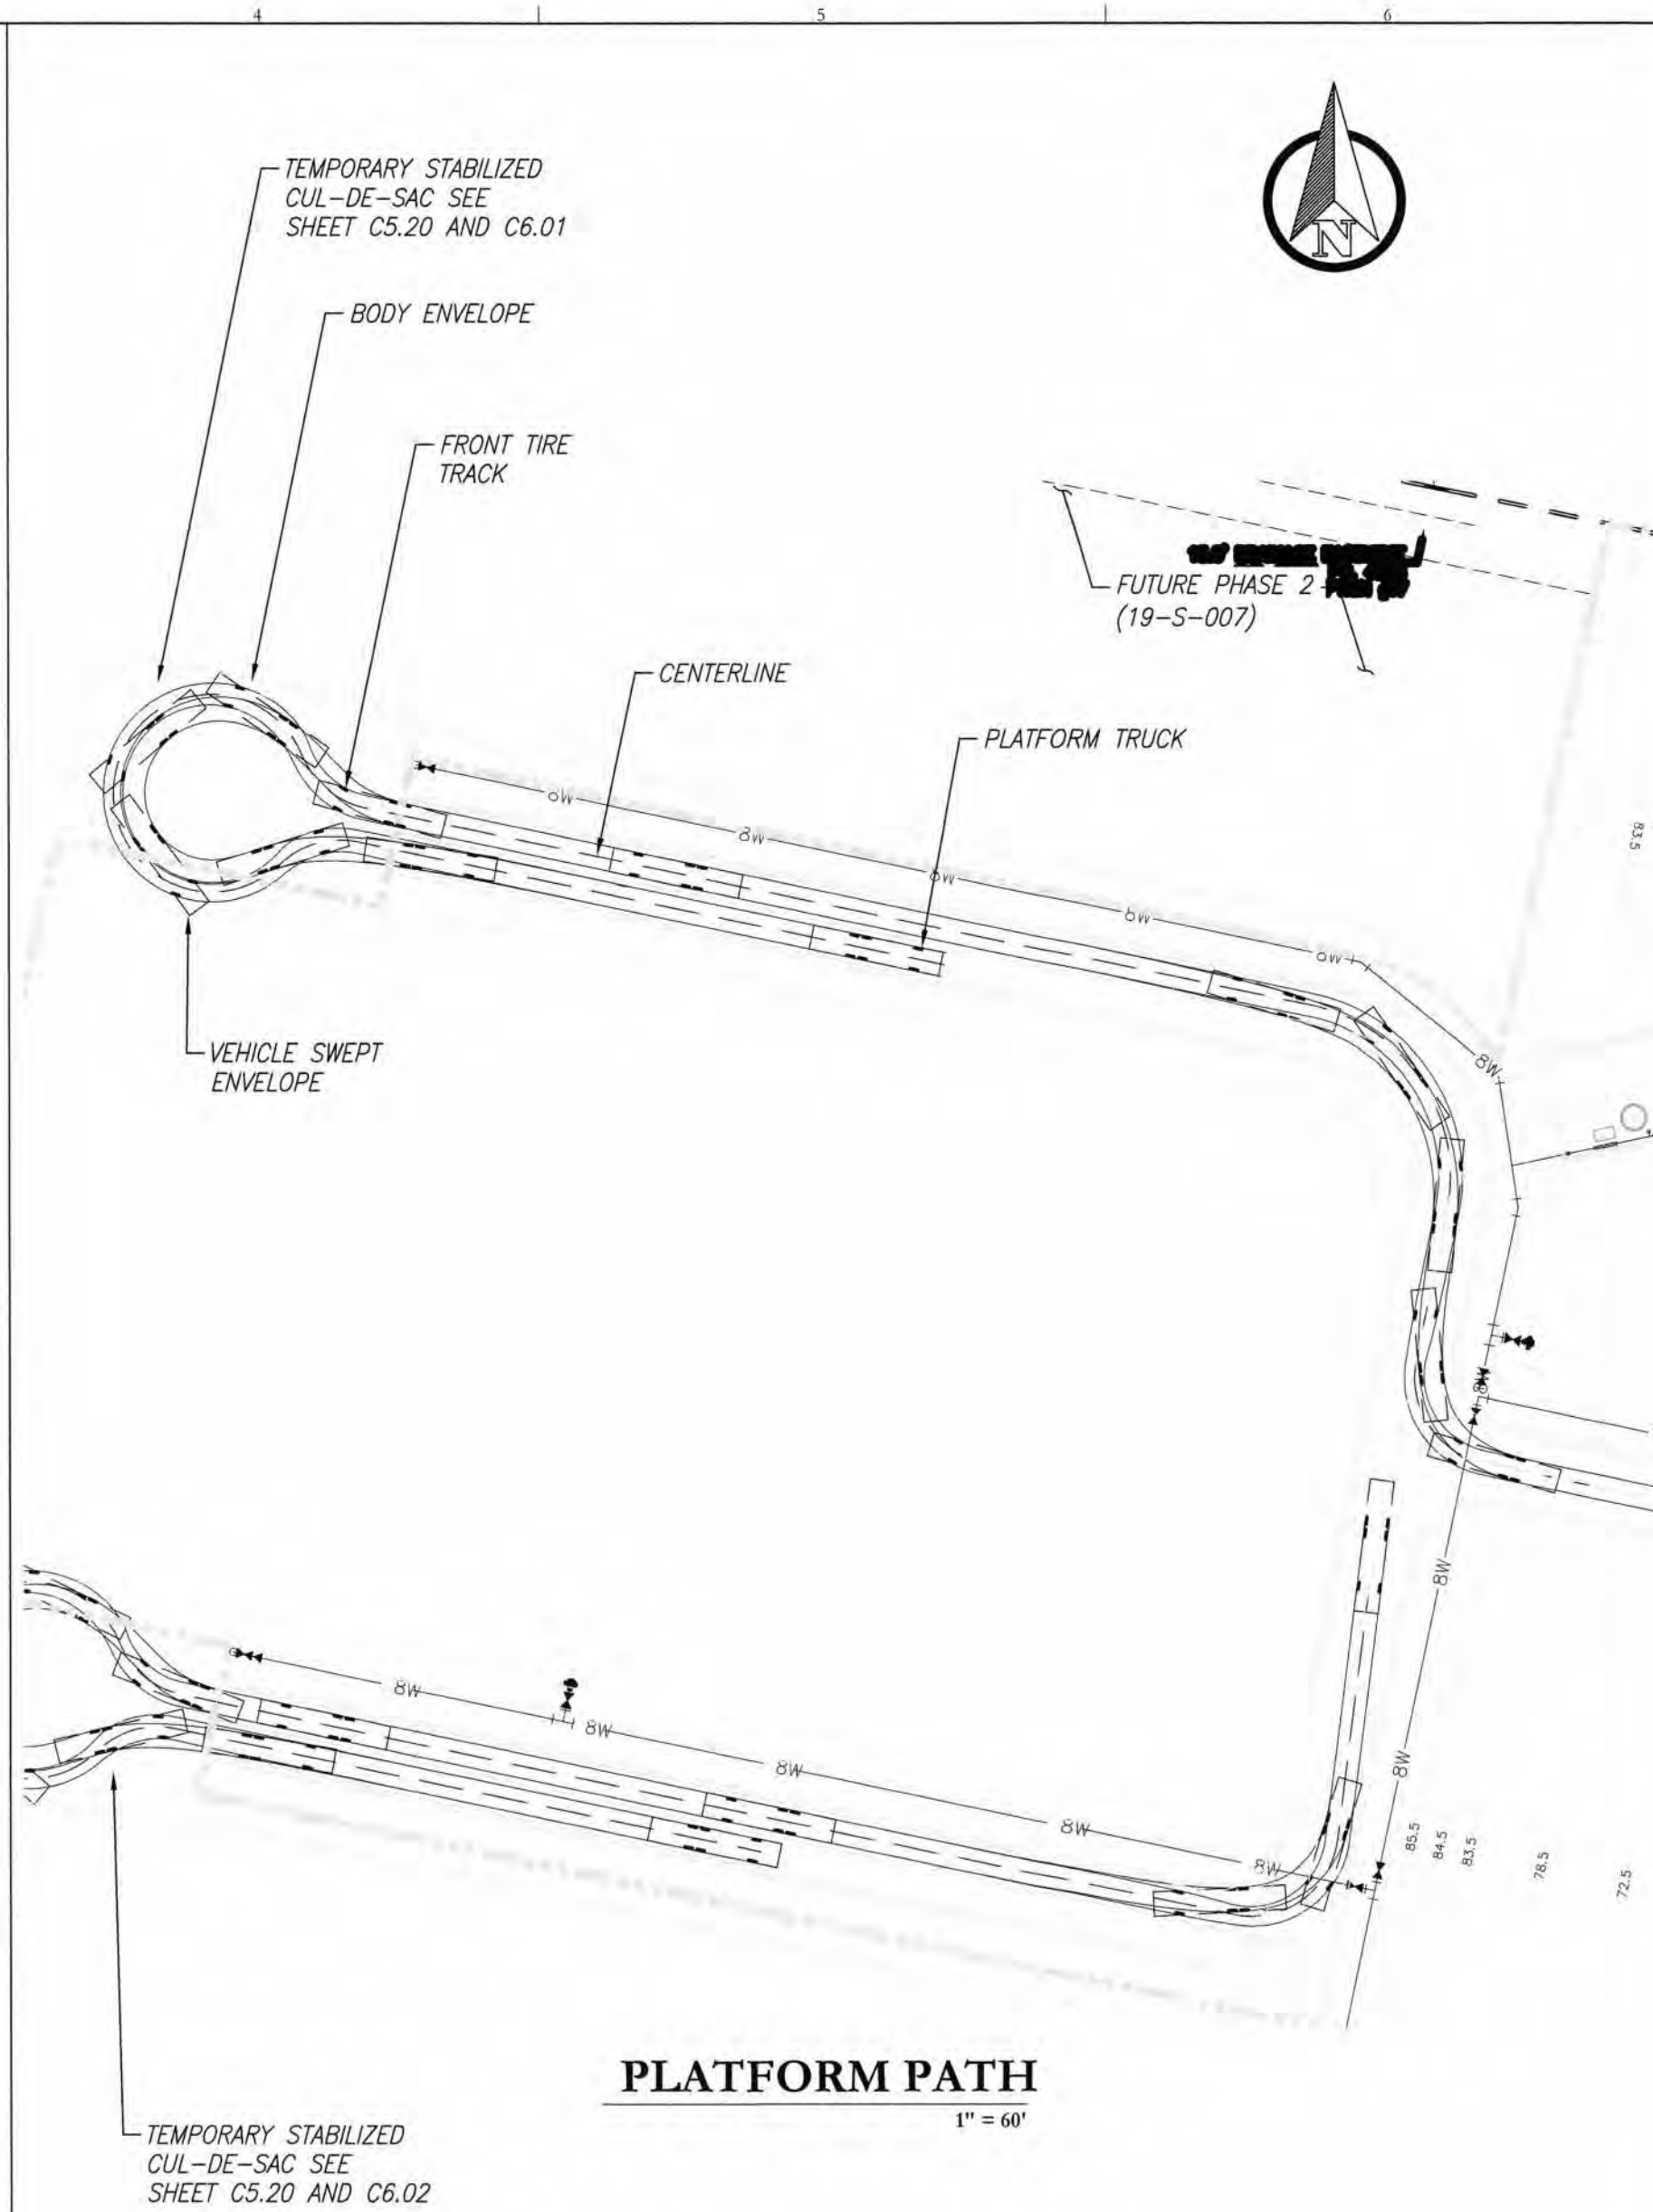 4
5
6
N
TEMPORARY STABILIZED
CUL-DE-SAC SEE
SHEET C5.20 AND C6.01
BODY ENVELOPE
FRONT TIRE
TRACK
FUTURE PHASE 2
(19-S-007)
CENTERLINE
PLATFORM TRUCK
8W
8W
8W
8W
8W
83.5
VEHICLE SWEPT
ENVELOPE
8W
8W
8W
8W
8W
8W
8W
8W
8W
85.5
84.5
83.5
78.5
72.5
PLATFORM PATH
1" = 60'
TEMPORARY STABILIZED
CUL-DE-SAC SEE
SHEET C5.20 AND C6.02